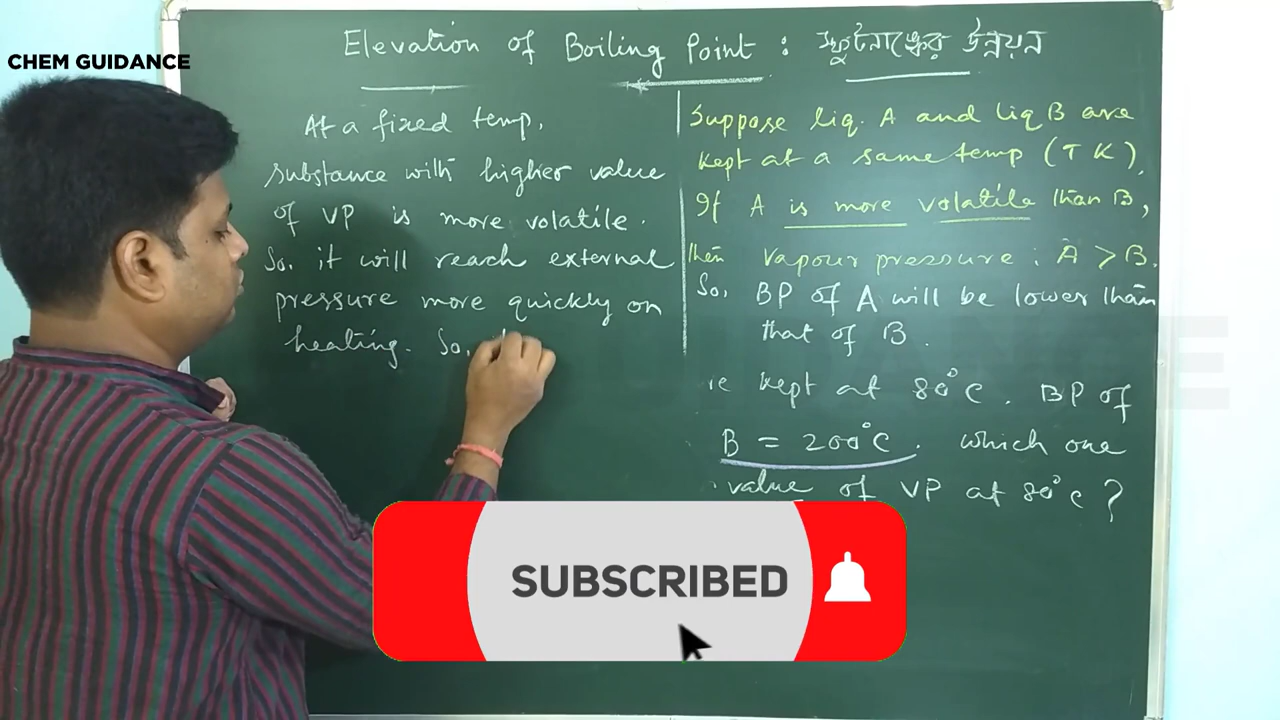 CHEM GUIDANCE
Elevation of Boiling Point : স্ফুটনাঙ্কের উন্নয়ন
At a fixed temp,
substance with higher value
of VP is more volatile.
So, it will reach external
pressure more quickly on
heating. So,
Suppose liq. A and liq B are
kept at a same temp (T K).
If A is more volatile than B,
then vapour pressure : A > B.
So, BP of A will be lower than
that of B.
kept at 80°C. BP of
B = 200°C. which one
value of VP at 80°C ?
SUBSCRIBED